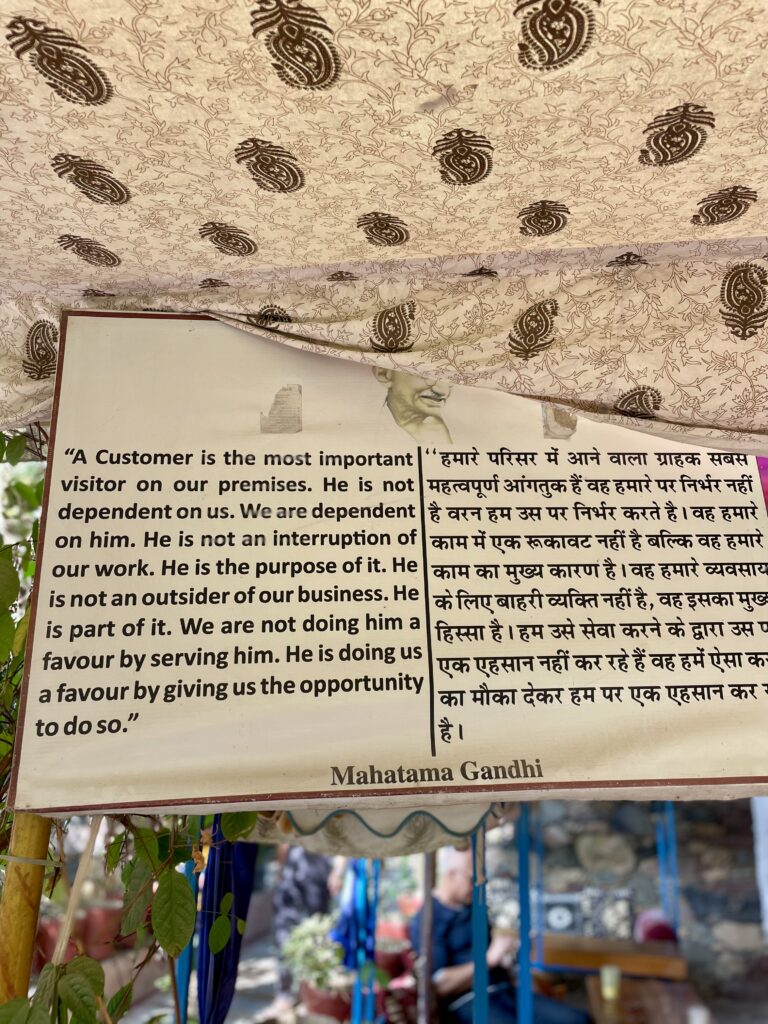 “A Customer is the most important
visitor on our premises. He is not
dependent on us. We are dependent
on him. He is not an interruption of
our work. He is the purpose of it. He
is not an outsider of our business. He
is part of it. We are not doing him a
favour by serving him. He is doing us
a favour by giving us the opportunity
to do so.”
‘‘हमारे परिसर में आने वाला ग्राहक सबसे
महत्वपूर्ण आंगतुक हैं वह हमारे पर निर्भर नहीं
है वरन हम उस पर निर्भर करते है। वह हमारे
काम में एक रूकावट नहीं है बल्कि वह हमारे
काम का मुख्य कारण है। वह हमारे व्यवसाय
के लिए बाहरी व्यक्ति नहीं है, वह इसका मुख्य
हिस्सा है। हम उसे सेवा करने के द्वारा उस
एक एहसान नहीं कर रहे हैं वह हमें ऐसा
का मौका देकर हम पर एक एहसान कर
है।
Mahatama Gandhi